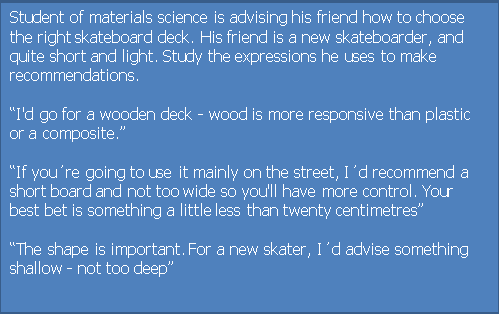 Student of materials science is advising his friend how to choose
the right skateboard deck. His friend is a new skateboarder, and
quite short and light. Study the expressions he uses to make
recommendations.
“I'd go for a wooden deck - wood is more responsive than plastic
or a composite.”
“If you´re going to use it mainly on the street, I´d recommend a
short board and not too wide so you'll have more control. Your
best bet is something a little less than twenty centimetres”
“The shape is important. For a new skater, I´d advise something
shallow - not too deep”